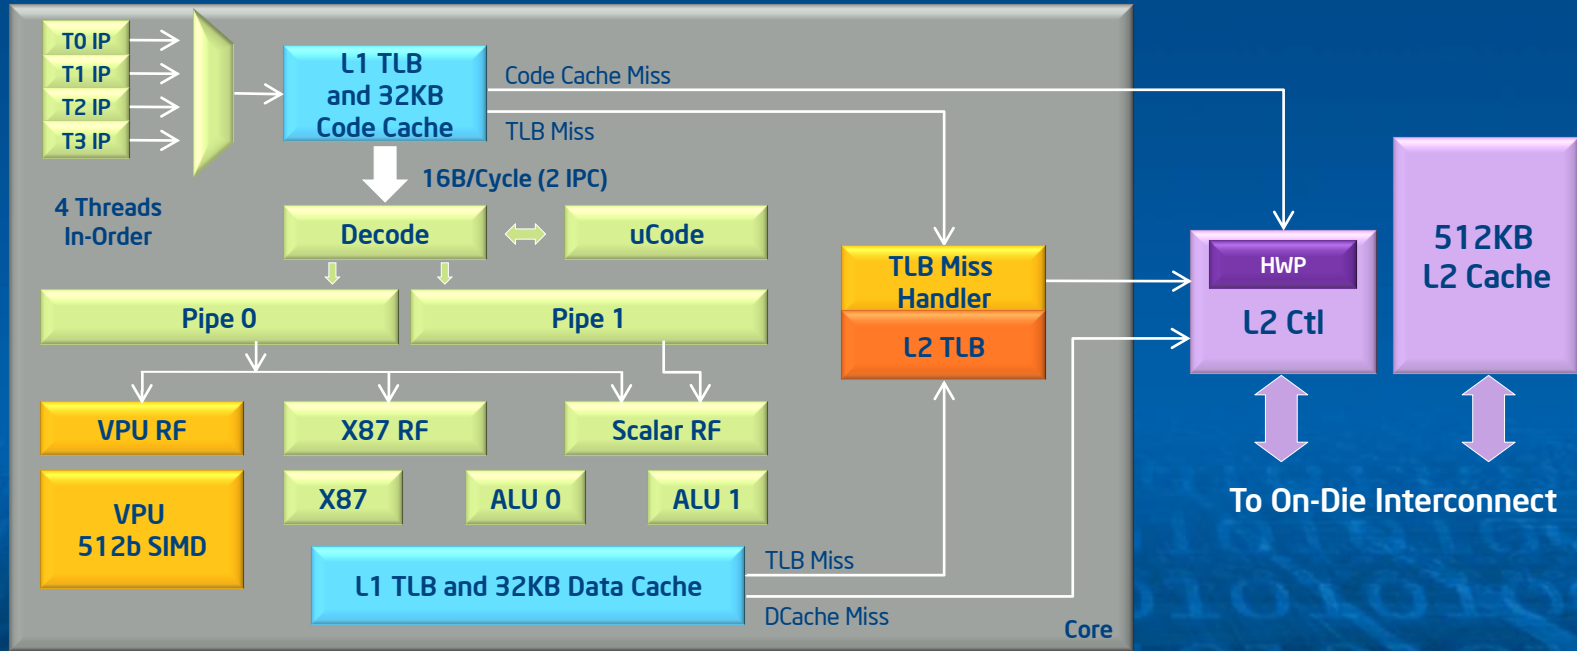 T0 IP
T1 IP
T2 IP
T3 IP
4 Threads
In-Order
L1 TLB
and 32KB
Code Cache
Code Cache Miss
TLB Miss
16B/Cycle (2 IPC)
Decode
uCode
Pipe 0
Pipe 1
VPU RF
X87 RF
Scalar RF
VPU
512b SIMD
X87
ALU 0
ALU 1
L1 TLB and 32KB Data Cache
TLB Miss
DCache Miss
TLB Miss
Handler
L2 TLB
Core
HWP
L2 Ctl
512KB
L2 Cache
To On-Die Interconnect